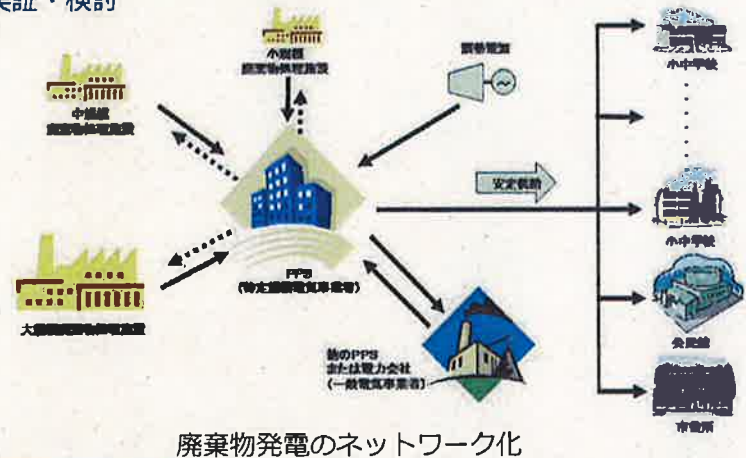 実証・検討
小規模
廃棄物処理施設
中規模
廃棄物処理施設
小中学校
安定供給
小中学校
PPS
(特定規模電気事業者)
大規模廃棄物処理施設
他のPPS
または電力会社
(一般電気事業者)
公民館
市役所
廃棄物発電のネットワーク化